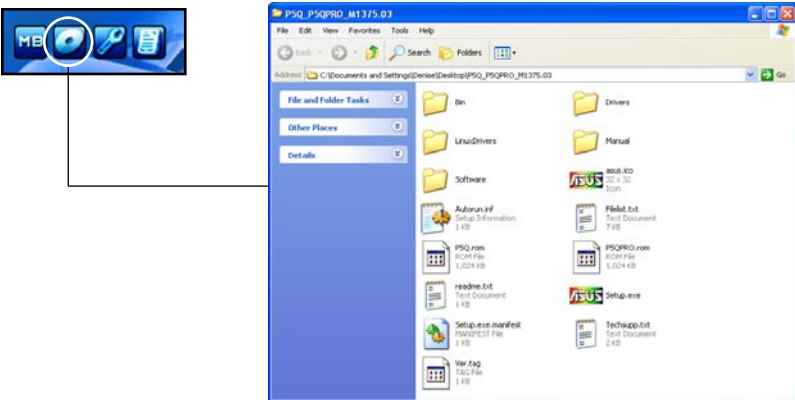 MB
P5Q_P5QPRO_M1375.03
File Edit View Favorites Tools Help
Back Search Folders
Address C:\Documents and Settings\Denise\Desktop\P5Q_P5QPRO_M1375.03 Go
File and Folder Tasks
Other Places
Details
Bin
Drivers
LinuxDrivers
Manual
Software
ASUS
asus.ico
32 x 32
Icon
Autorun.inf
Setup Information
1 KB
Filelist.txt
Text Document
7 KB
P5Q.rom
ROM File
1,024 KB
P5QPRO.rom
ROM File
1,024 KB
readme.txt
Text Document
1 KB
ASUS
Setup.exe
Setup.exe.manifest
MANIFEST File
1 KB
Techsupp.txt
Text Document
2 KB
Ver.tag
TAG File
1 KB